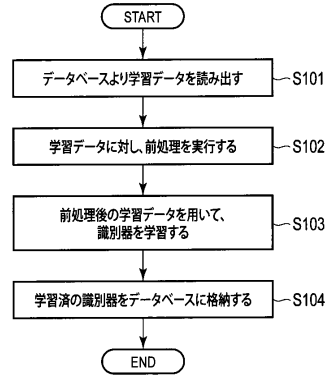 START
データベースより学習データを読み出す
S101
学習データに対し、前処理を実行する
S102
前処理後の学習データを用いて、
識別器を学習する
S103
学習済の識別器をデータベースに格納する
S104
END